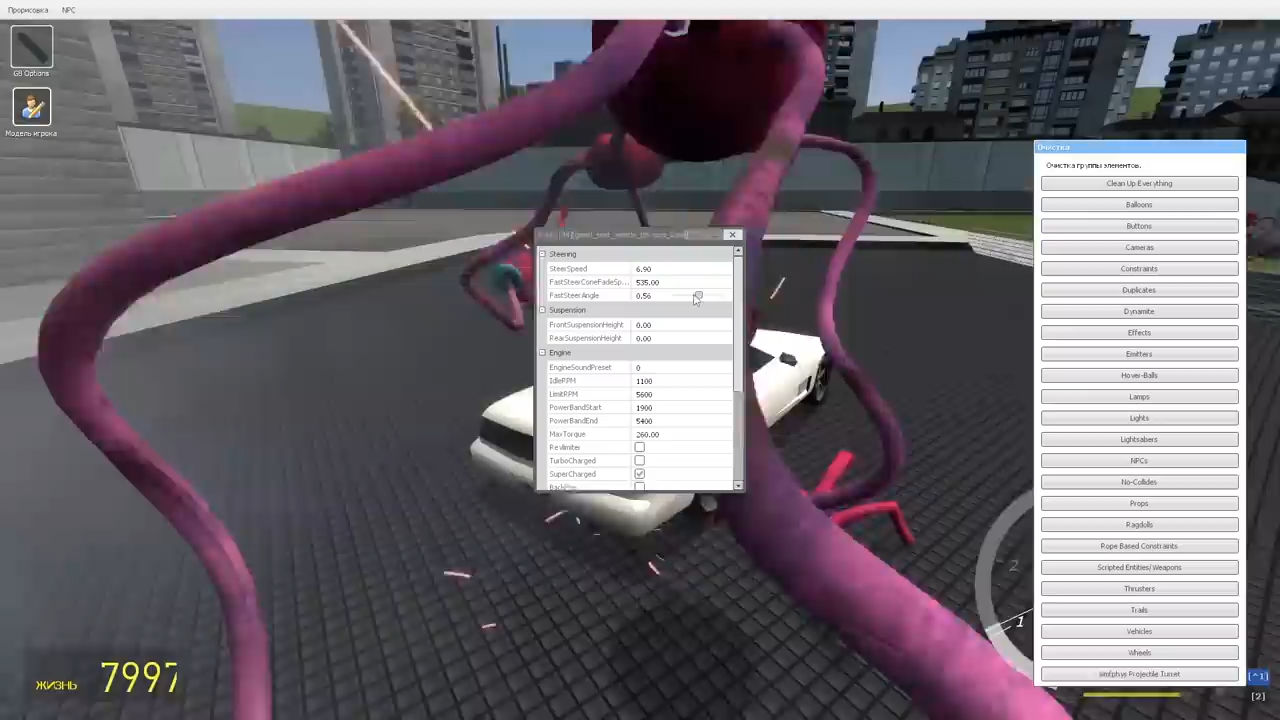 Прорисовка NPC
GB Options
Модель игрока
Steering
SteerSpeed 6.90
FastSteerConeFadeSp... 535.00
FastSteerAngle 0.56
Suspension
FrontSuspensionHeight 0.00
RearSuspensionHeight 0.00
Engine
EngineSoundPreset 0
IdleRPM 1100
LimitRPM 5600
PowerBandStart 1900
PowerBandEnd 5400
MaxTorque 260.00
Revlimiter
TurboCharged
SuperCharged
Очистка
Очистка группы элементов.
Clean Up Everything
Balloons
Buttons
Cameras
Constraints
Duplicates
Dynamite
Effects
Emitters
Hover-Balls
Lamps
Lights
Lightsabers
NPCs
No-Collides
Props
Ragdolls
Rope Based Constraints
Scripted Entities/Weapons
Thrusters
Trails
Vehicles
Wheels
simfphys Projectile Turret
2
1
[^1]
[2]
ЖИЗНЬ 7997